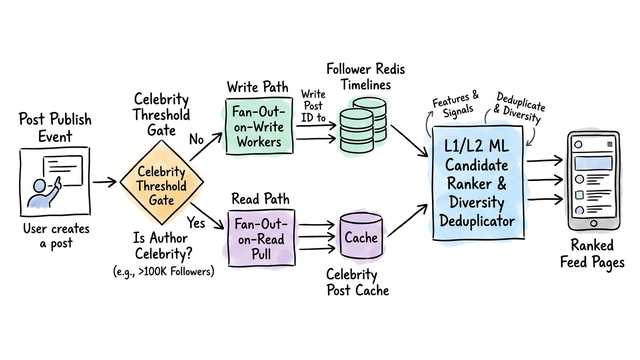 Post Publish
Event
User creates
a post
Celebrity
Threshold
Gate
Celebrity
Threshold
Gate
Is Author
Celebrity?
(e.g., >100K Followers)
No
Yes
Write Path
Fan-Out-
on-Write
Workers
Write
Post
ID to
Follower Redis
Timelines
Read Path
Fan-Out-
on-Read
Pull
Cache
Celebrity
Post Cache
Features &
Signals
Deduplicate
& Diversity
L1/L2 ML
Candidate
Ranker &
Diversity
Deduplicator
Ranked
Feed Pages